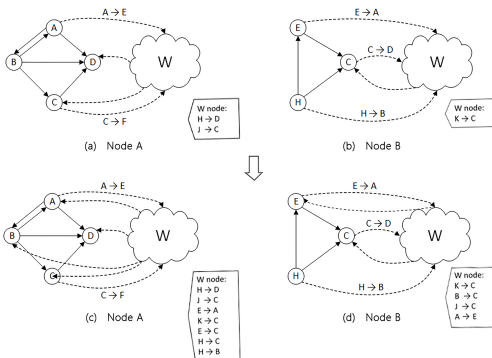 A → E
A
B
D
C
W
C → F
W node:
H → D
J → C
(a) Node A
E → A
E
C → D
C
W
H
H → B
W node:
K → C
(b) Node B
A → E
A
B
D
C
W
C → F
W node:
H → D
J → C
E → A
K → C
E → C
H → C
H → B
(c) Node A
E → A
E
C → D
C
W
H
H → B
W node:
K → C
B → C
J → C
A → E
(d) Node B